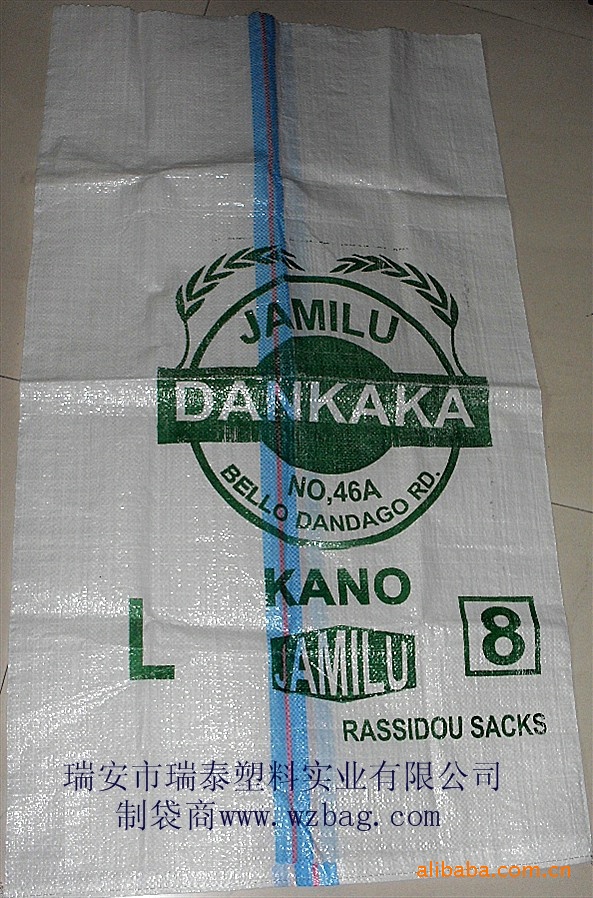 JAMILU
DANKAKA
NO,46A
BELLO DANDAGO RD.
KANO
L
8
JAMILU
RASSIDOU SACKS
瑞安市瑞泰塑料实业有限公司
制袋商www.wzbag.com
alibaba.com.cn